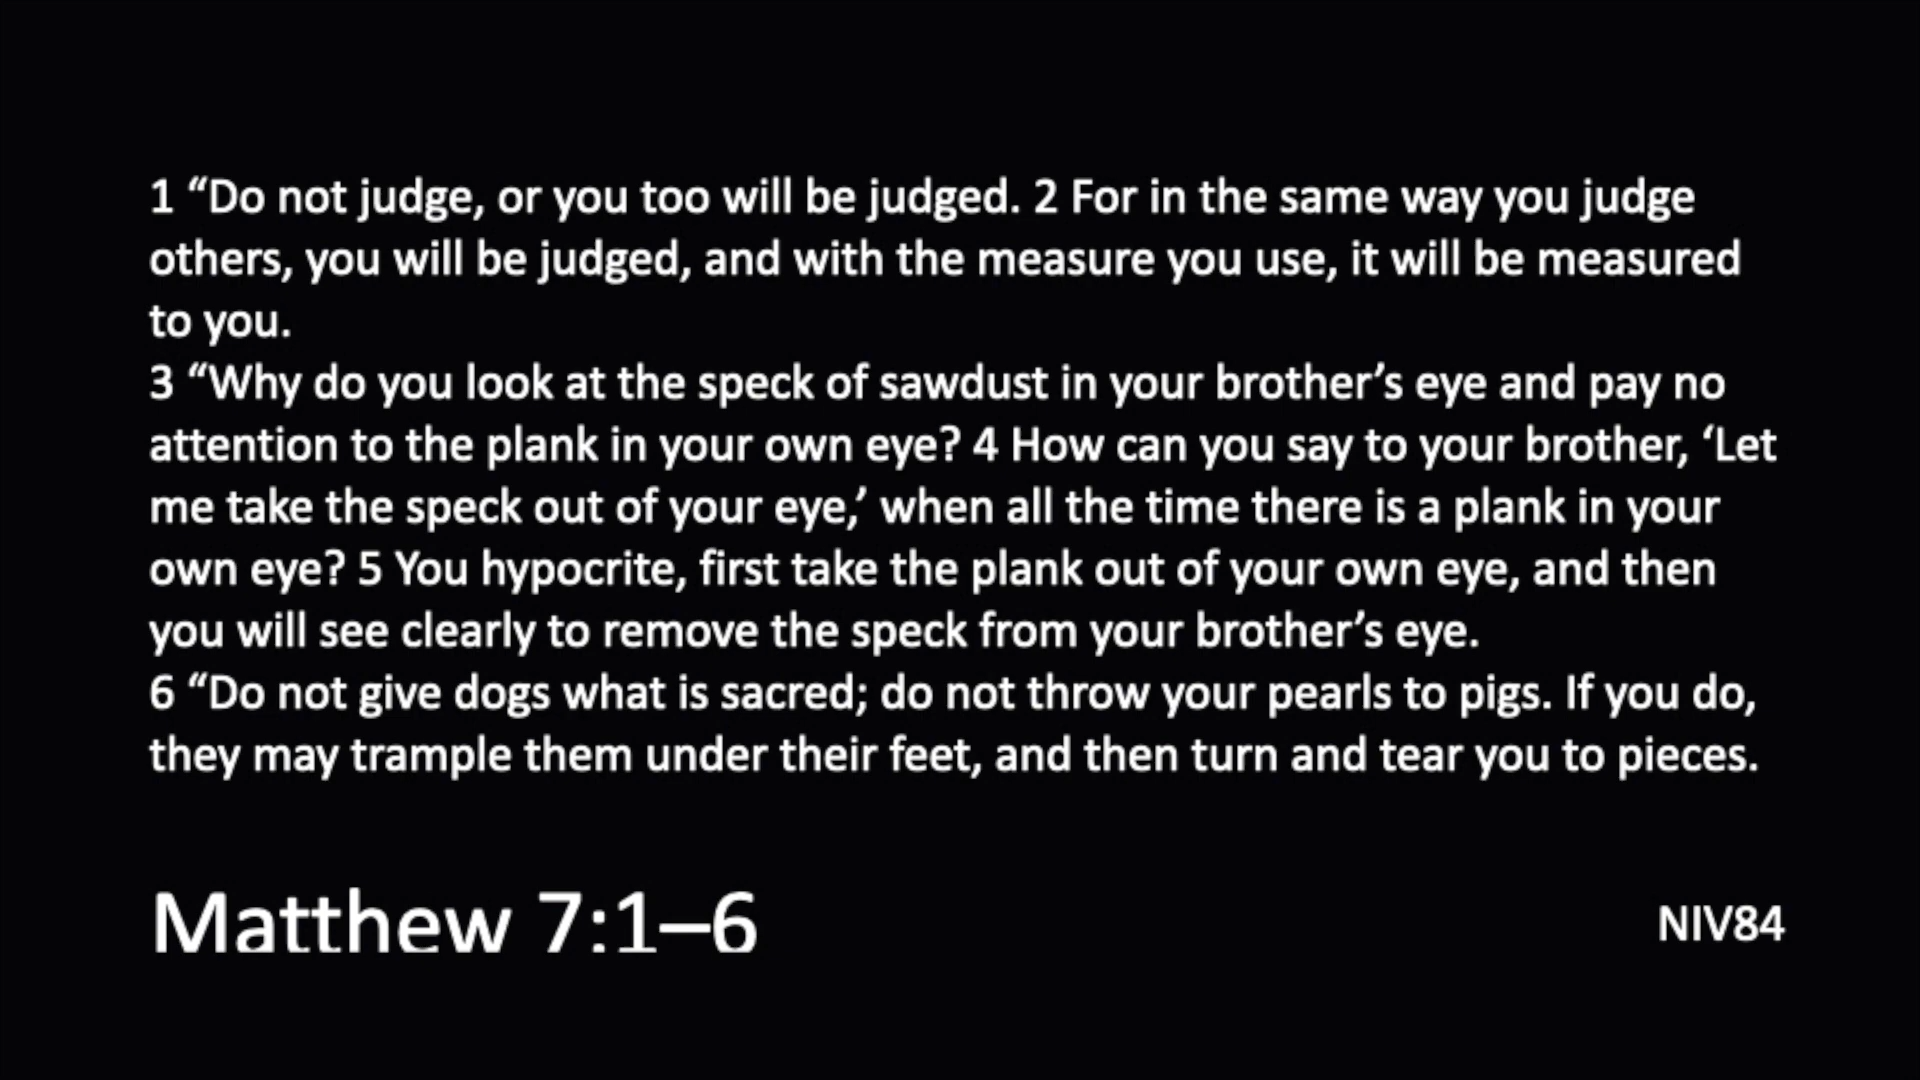 1 “Do not judge, or you too will be judged. 2 For in the same way you judge
others, you will be judged, and with the measure you use, it will be measured
to you.
3 “Why do you look at the speck of sawdust in your brother’s eye and pay no
attention to the plank in your own eye? 4 How can you say to your brother, ‘Let
me take the speck out of your eye,’ when all the time there is a plank in your
own eye? 5 You hypocrite, first take the plank out of your own eye, and then
you will see clearly to remove the speck from your brother’s eye.
6 “Do not give dogs what is sacred; do not throw your pearls to pigs. If you do,
they may trample them under their feet, and then turn and tear you to pieces.
Matthew 7:1–6
NIV84